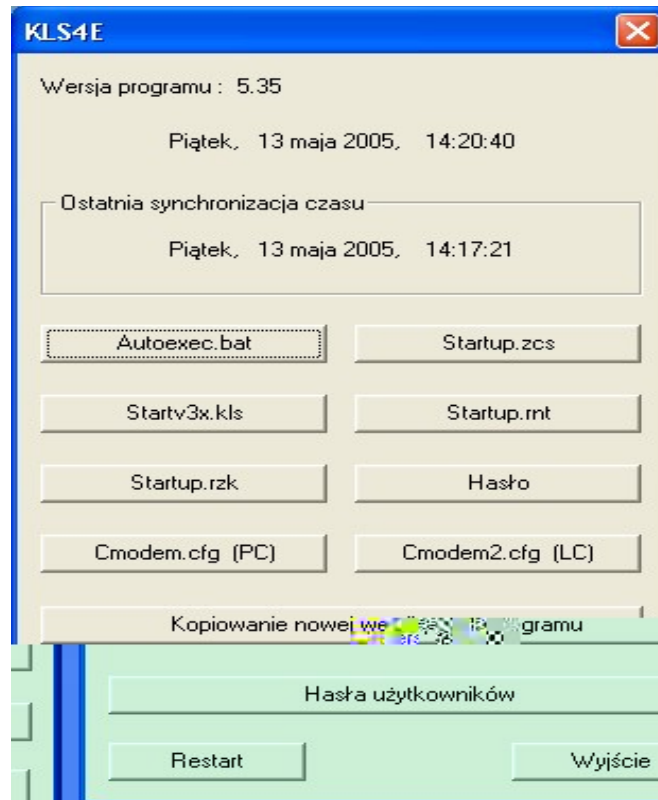 KLS4E
Wersja programu : 5.35
Piątek, 13 maja 2005, 14:20:40
Ostatnia synchronizacja czasu
Piątek, 13 maja 2005, 14:17:21
Autoexec.bat Startup.zcs
Startv3x.kls Startup.rnt
Startup.rzk Hasło
Cmodem.cfg (PC) Cmodem2.cfg (LC)
Kopiowanie nowej gramu
Hasła użytkowników
Restart Wyjście